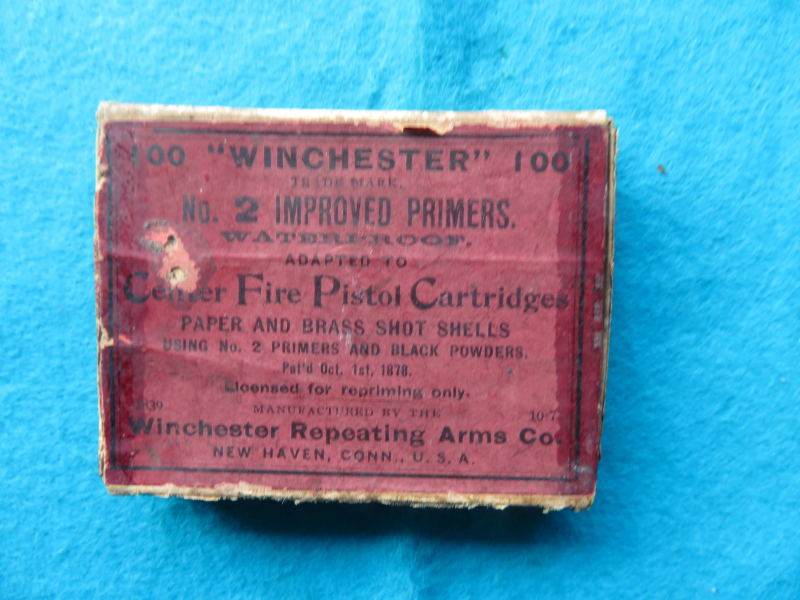 100 "WINCHESTER" 100
TRADE MARK.
No. 2 IMPROVED PRIMERS.
WATERPROOF.
ADAPTED TO
Center Fire Pistol Cartridges
PAPER AND BRASS SHOT SHELLS
USING No. 2 PRIMERS AND BLACK POWDERS.
Pat'd Oct. 1st, 1878.
Licensed for repriming only.
MANUFACTURED BY THE
10-7
Winchester Repeating Arms Co.
NEW HAVEN, CONN., U. S. A.